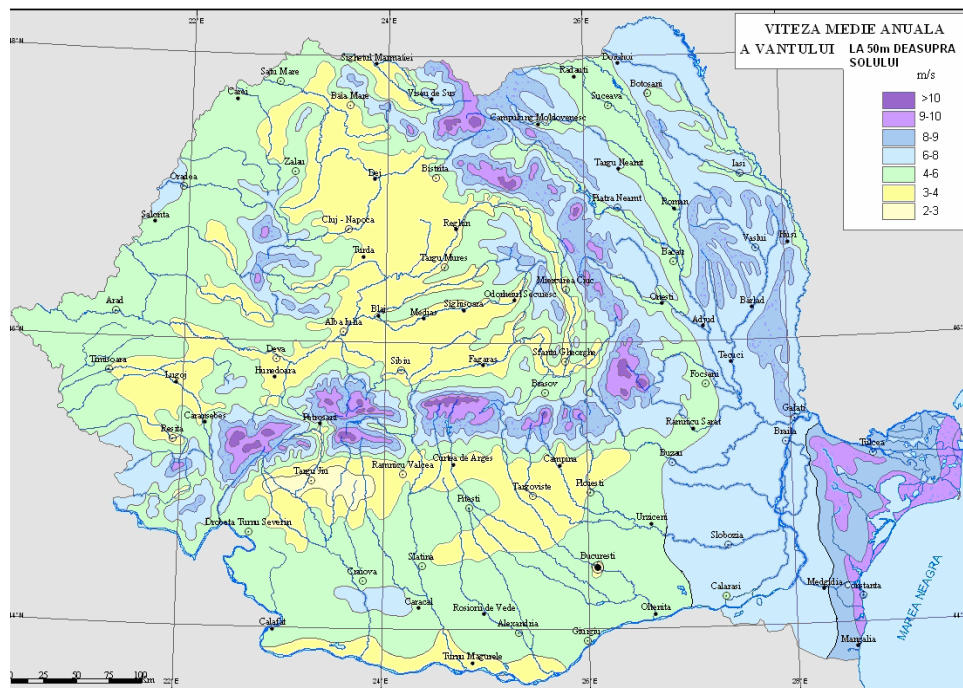 22°E
24°E
26°E
28°E
VITEZA MEDIE ANUALA
A VANTULUI LA 50m DEASUPRA
SOLULUI
m/s
>10
9-10
8-9
6-8
4-6
3-4
2-3
Sighetul Marmatiei
Dorohoi
Satu Mare
Radauti
Botosani
Carei
Baia Mare
Viseu de Sus
Suceava
Campulung Moldovenesc
Zalau
Dej
Bistrita
Targu Neamt
Iasi
Oradea
Piatra Neamt
Roman
Salonta
Cluj - Napoca
Reghin
Turda
Targu Mures
Bacau
Vaslui
Husi
Miercurea Ciuc
Odorheiul Secuiesc
Onesti
Barlad
Arad
Blaj
Medias
Sighisoara
Alba Iulia
Adjud
Deva
Timisoara
Sibiu
Fagaras
Sfantu Gheorghe
Tecuci
Lugoj
Hunedoara
Brasov
Focsani
Caransebes
Petrosani
Galati
Resita
Ramnicu Sarat
Braila
Tulcea
Ramnicu Valcea
Curtea de Arges
Campina
Buzau
Targu Jiu
Targoviste
Ploiesti
Pitesti
Drobeta Turnu Severin
Urziceni
Slobozia
Slatina
Bucuresti
Craiova
Medgidia
Constanta
Caracal
Rosiorii de Vede
Oltenita
Calarasi
Calafat
Alexandria
Giurgiu
Mangalia
Turnu Magurele
MAREA NEAGRA
0 25 50 75 100
Km
22°E
24°E
26°E
28°E